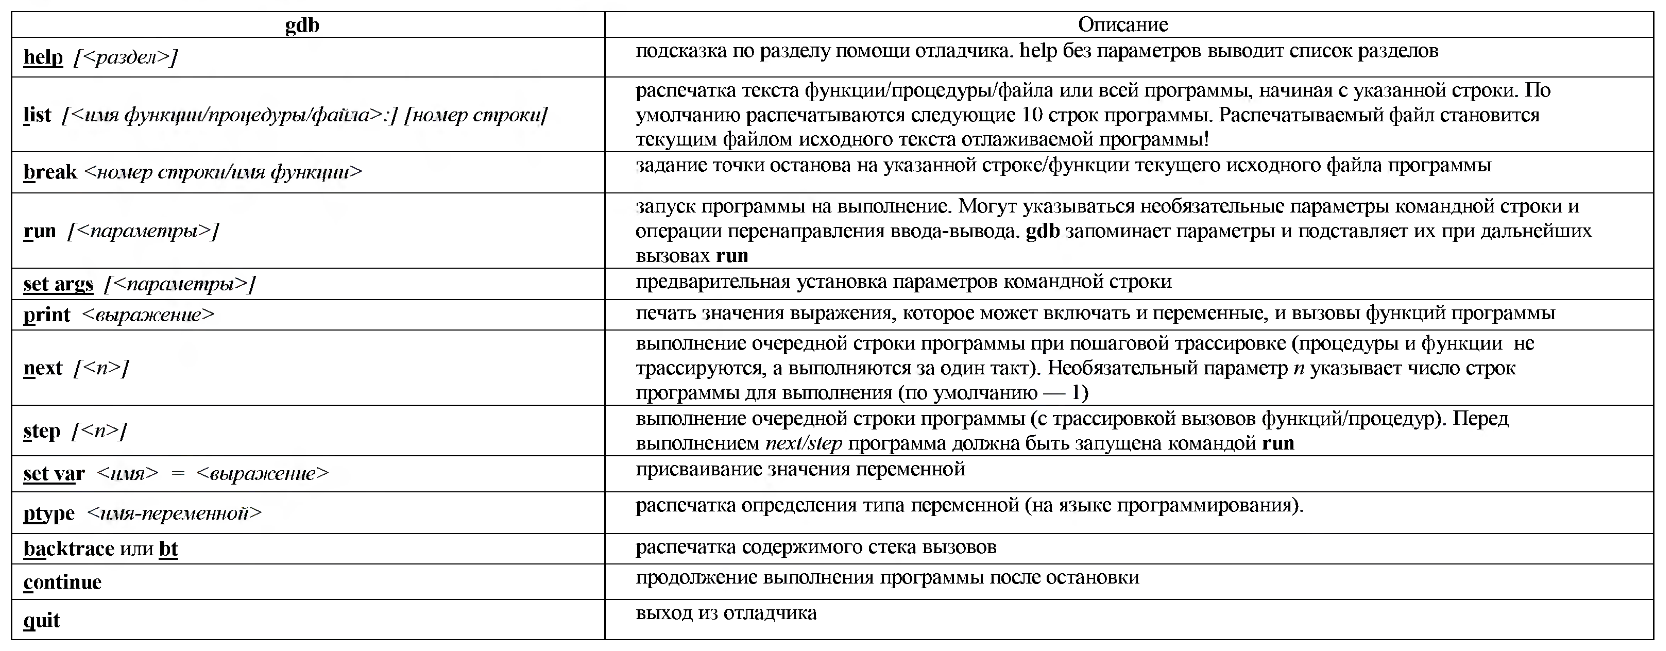 gdb
Описание
help [<раздел>]
подсказка по разделу помощи отладчика. help без параметров выводит список разделов
list [<имя функции/процедуры/файла>:] [номер строки]
распечатка текста функции/процедуры/файла или всей программы, начиная с указанной строки. По
умолчанию распечатываются следующие 10 строк программы. Распечатываемый файл становится
текущим файлом исходного текста отлаживаемой программы!
break <номер строки/имя функции>
задание точки останова на указанной строке/функции текущего исходного файла программы
run [<параметры>]
запуск программы на выполнение. Могут указываться необязательные параметры командной строки и
операции перенаправления ввода-вывода. gdb запоминает параметры и подставляет их при дальнейших
вызовах run
set args [<параметры>]
предварительная установка параметров командной строки
print <выражение>
печать значения выражения, которое может включать и переменные, и вызовы функций программы
next [<n>]
выполнение очередной строки программы при пошаговой трассировке (процедуры и функции не
трассируются, а выполняются за один такт). Необязательный параметр n указывает число строк
программы для выполнения (по умолчанию — 1)
step [<n>]
выполнение очередной строки программы (с трассировкой вызовов функций/процедур). Перед
выполнением next/step программа должна быть запущена командой run
set var <имя> = <выражение>
присваивание значения переменной
ptype <имя-переменной>
распечатка определения типа переменной (на языке программирования).
backtrace или bt
распечатка содержимого стека вызовов
continue
продолжение выполнения программы после остановки
quit
выход из отладчика